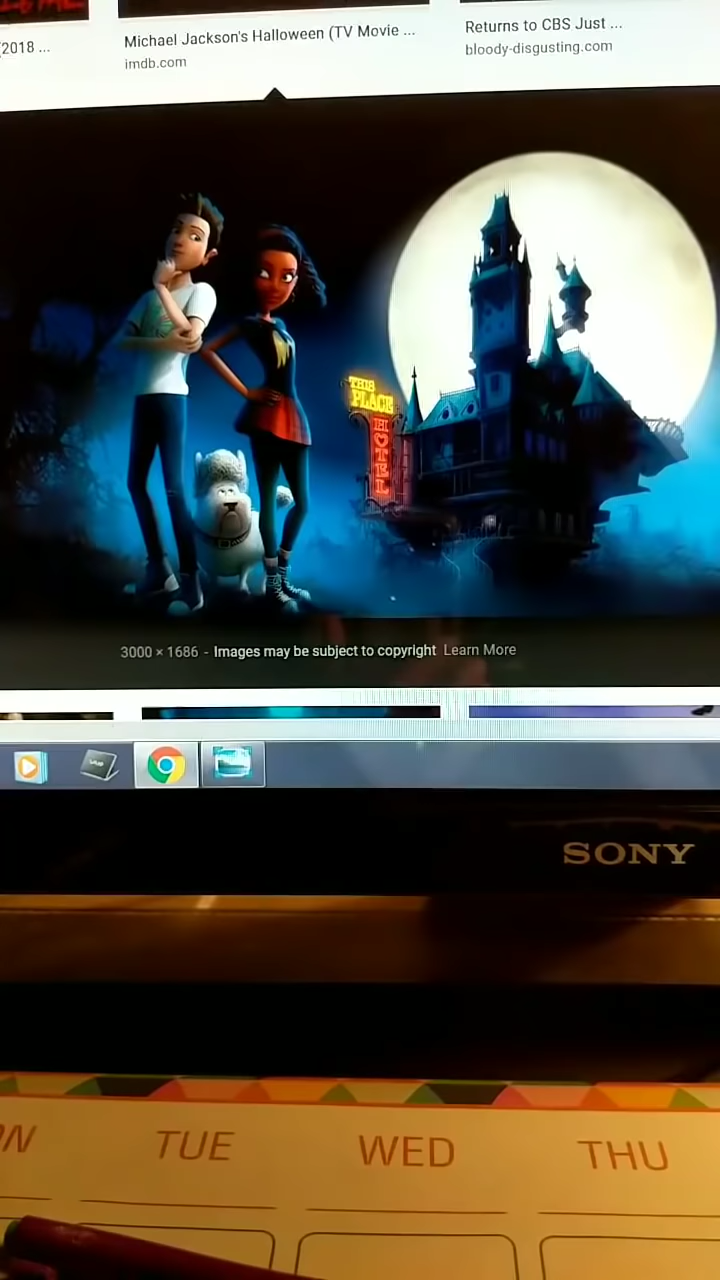 2018 ...
Michael Jackson's Halloween (TV Movie ...
imdb.com
Returns to CBS Just ...
bloody-disgusting.com
THIS
PLACE
HOTEL
3000 × 1686 - Images may be subject to copyright Learn More
SONY
TUE
WED
THU